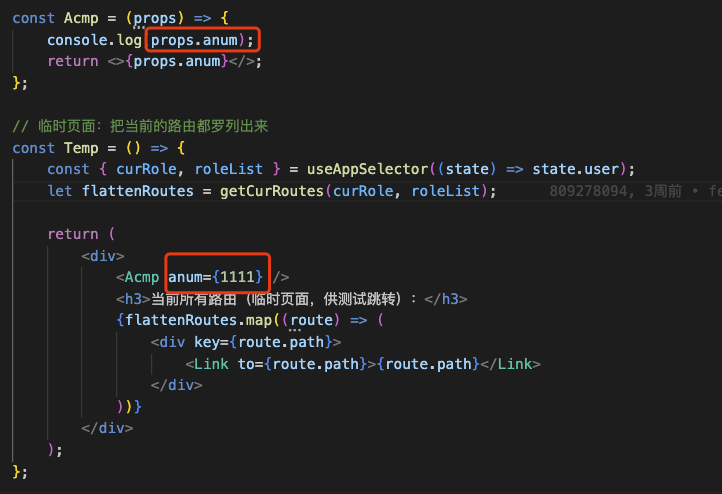 const Acmp = (props) => {
    console.log(props.anum);
    return <>{props.anum}</>;
};

// 临时页面：把当前的路由都罗列出来
const Temp = () => {
    const { curRole, roleList } = useAppSelector((state) => state.user);
    let flattenRoutes = getCurRoutes(curRole, roleList);    809278094, 3周前 • fe

    return (
        <div>
            <Acmp anum={1111} />
            <h3>当前所有路由（临时页面，供测试跳转）：</h3>
            {flattenRoutes.map((route) => (
                <div key={route.path}>
                    <Link to={route.path}>{route.path}</Link>
                </div>
            ))}
        </div>
    );
};